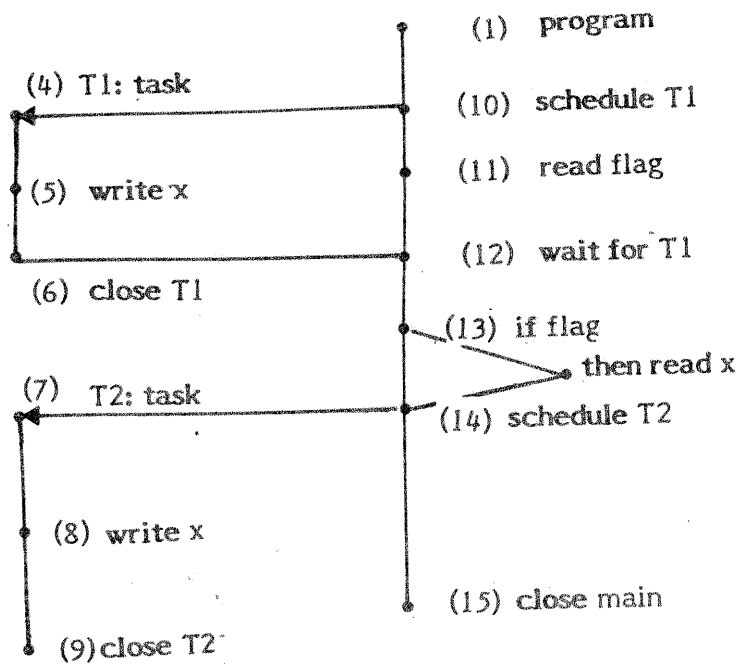 (1) program
(4) T1: task
(10) schedule T1
(11) read flag
(5) write x
(12) wait for T1
(6) close T1
(13) if flag
then read x
(7) T2: task
(14) schedule T2
(8) write x
(15) close main
(9) close T2